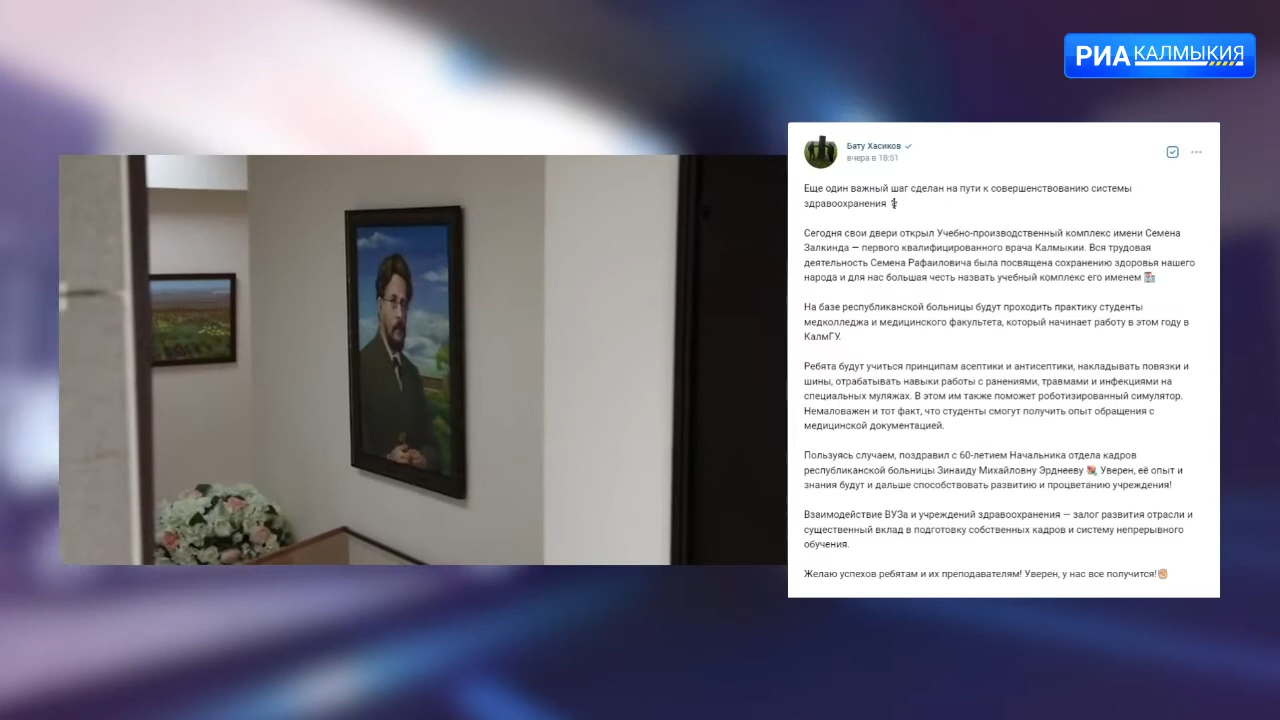 РИА КАЛМЫКИЯ
Бату Хасиков
вчера в 18:51
Еще один важный шаг сделан на пути к совершенствованию системы
здравоохранения ⚕
Сегодня свои двери открыл Учебно-производственный комплекс имени Семена
Залкинда — первого квалифицированного врача Калмыкии. Вся трудовая
деятельность Семена Рафаиловича была посвящена сохранению здоровья нашего
народа и для нас большая честь назвать учебный комплекс его именем 🏥
На базе республиканской больницы будут проходить практику студенты
медколледжа и медицинского факультета, который начинает работу в этом году в
КалмГУ.
Ребята будут учиться принципам асептики и антисептики, накладывать повязки и
шины, отрабатывать навыки работы с ранениями, травмами и инфекциями на
специальных муляжах. В этом им также поможет роботизированный симулятор.
Немаловажен и тот факт, что студенты смогут получить опыт обращения с
медицинской документацией.
Пользуясь случаем, поздравил с 60-летием Начальника отдела кадров
республиканской больницы Зинаиду Михайловну Эрднееву 💐 Уверен, её опыт и
знания будут и дальше способствовать развитию и процветанию учреждения!
Взаимодействие ВУЗа и учреждений здравоохранения — залог развития отрасли и
существенный вклад в подготовку собственных кадров и систему непрерывного
обучения.
Желаю успехов ребятам и их преподавателям! Уверен, у нас все получится!✊🏼